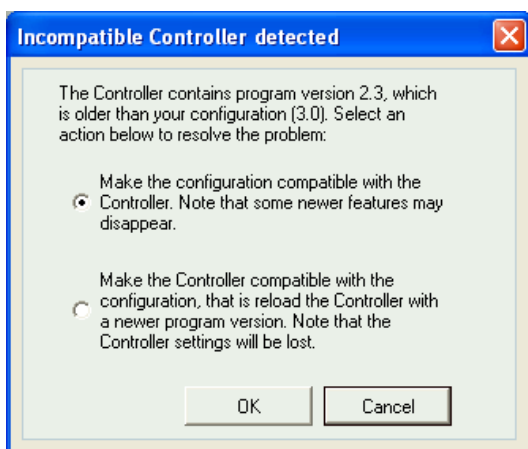 Incompatible Controller detected
The Controller contains program version 2.3, which
is older than your configuration (3.0). Select an
action below to resolve the problem:
Make the configuration compatible with the
Controller. Note that some newer features may
disappear.
Make the Controller compatible with the
configuration, that is reload the Controller with
a newer program version. Note that the
Controller settings will be lost.
OK
Cancel